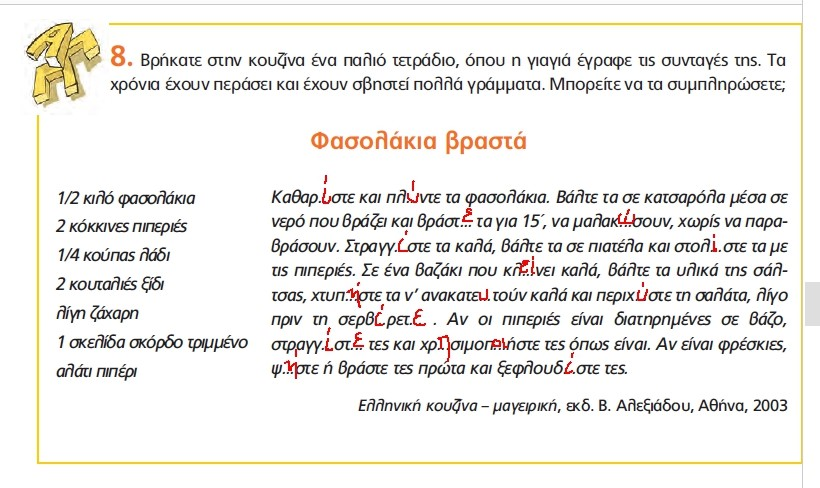 8. Βρήκατε στην κουζίνα ένα παλιό τετράδιο, όπου η γιαγιά έγραφε τις συνταγές της. Τα
χρόνια έχουν περάσει και έχουν σβηστεί πολλά γράμματα. Μπορείτε να τα συμπληρώσετε;
Φασολάκια βραστά
1/2 κιλό φασολάκια
2 κόκκινες πιπεριές
1/4 κούπας λάδι
2 κουταλιές ξίδι
λίγη ζάχαρη
1 σκελίδα σκόρδο τριμμένο
αλάτι πιπέρι
Καθαρίστε και πλύντε τα φασολάκια. Βάλτε τα σε κατσαρόλα μέσα σε
νερό που βράζει και βράστε τα για 15΄, να μαλακώσουν, χωρίς να παρα-
βράσουν. Στραγγίστε τα καλά, βάλτε τα σε πιατέλα και στολίστε τα με
τις πιπεριές. Σε ένα βαζάκι που κλείνει καλά, βάλτε τα υλικά της σάλ-
τσας, χτυπήστε τα ν' ανακατευτούν καλά και περιχύστε τη σαλάτα, λίγο
πριν τη σερβίρετε. Αν οι πιπεριές είναι διατηρημένες σε βάζο,
στραγγίστε τες και χρησιμοποιήστε τες όπως είναι. Αν είναι φρέσκιες,
ψήστε ή βράστε τες πρώτα και ξεφλουδίστε τες.
Ελληνική κουζίνα – μαγειρική, εκδ. Β. Αλεξιάδου, Αθήνα, 2003